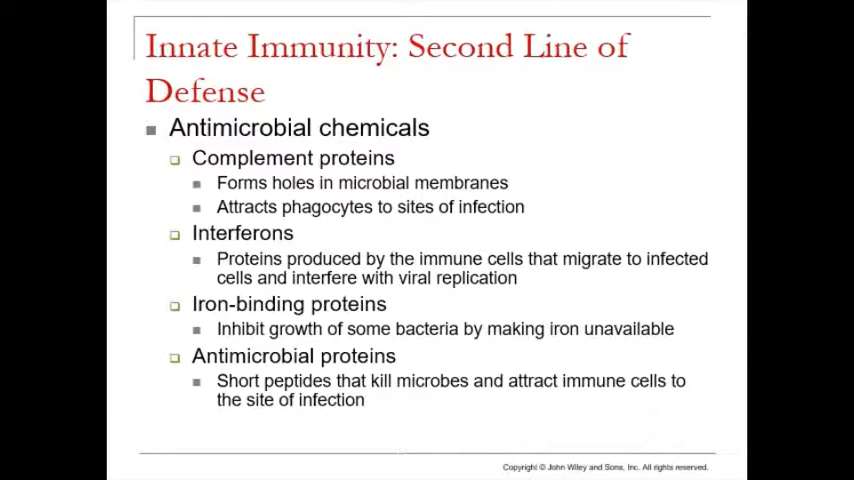 Innate Immunity: Second Line of
Defense
Antimicrobial chemicals
Complement proteins
Forms holes in microbial membranes
Attracts phagocytes to sites of infection
Interferons
Proteins produced by the immune cells that migrate to infected
cells and interfere with viral replication
Iron-binding proteins
Inhibit growth of some bacteria by making iron unavailable
Antimicrobial proteins
Short peptides that kill microbes and attract immune cells to
the site of infection
Copyright © John Wiley and Sons, Inc. All rights reserved.